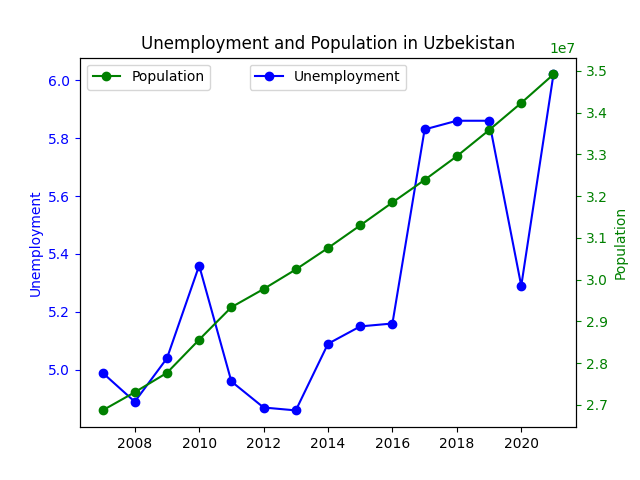 Unemployment and Population in Uzbekistan
1e7
Population
Unemployment
6.0
5.8
5.6
5.4
5.2
5.0
Unemployment
3.5
3.4
3.3
3.2
3.1
3.0
2.9
2.8
2.7
Population
2008 2010 2012 2014 2016 2018 2020